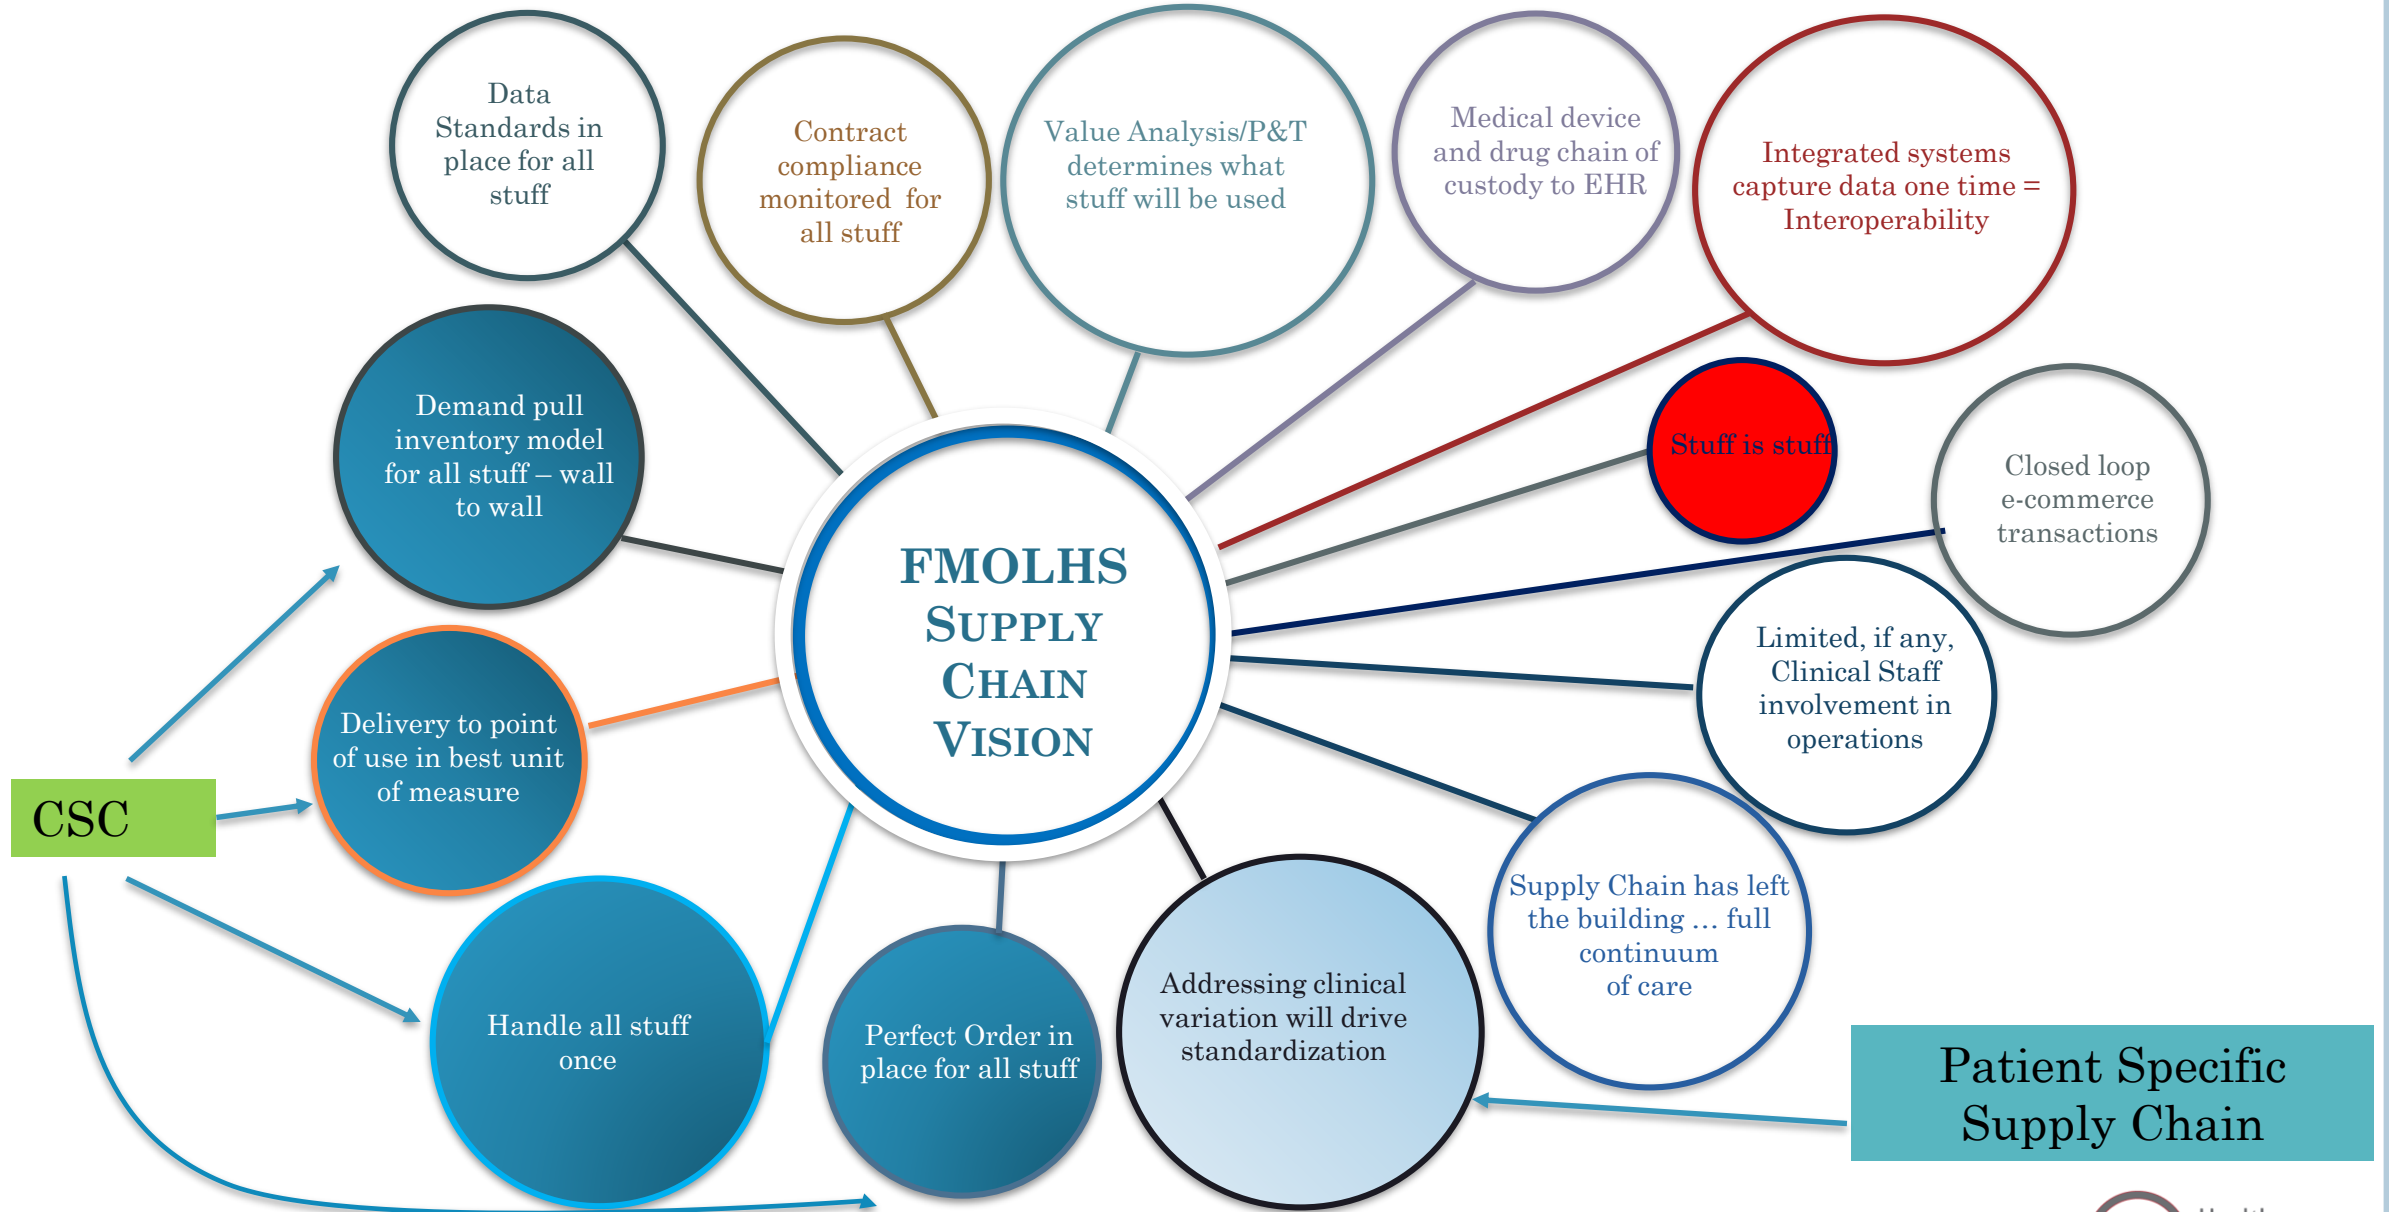 Data
Standards in
place for all
stuff
Contract
compliance
monitored for
all stuff
Value Analysis/P&T
determines what
stuff will be used
Medical device
and drug chain of
custody to EHR
Integrated systems
capture data one time =
Interoperability
Demand pull
inventory model
for all stuff – wall
to wall
Stuff is stuff
Closed loop
e-commerce
transactions
FMOLHS
SUPPLY
CHAIN
VISION
Limited, if any,
Clinical Staff
involvement in
operations
Delivery to point
of use in best unit
of measure
CSC
Supply Chain has left
the building … full
continuum
of care
Handle all stuff
once
Perfect Order in
place for all stuff
Addressing clinical
variation will drive
standardization
Patient Specific
Supply Chain